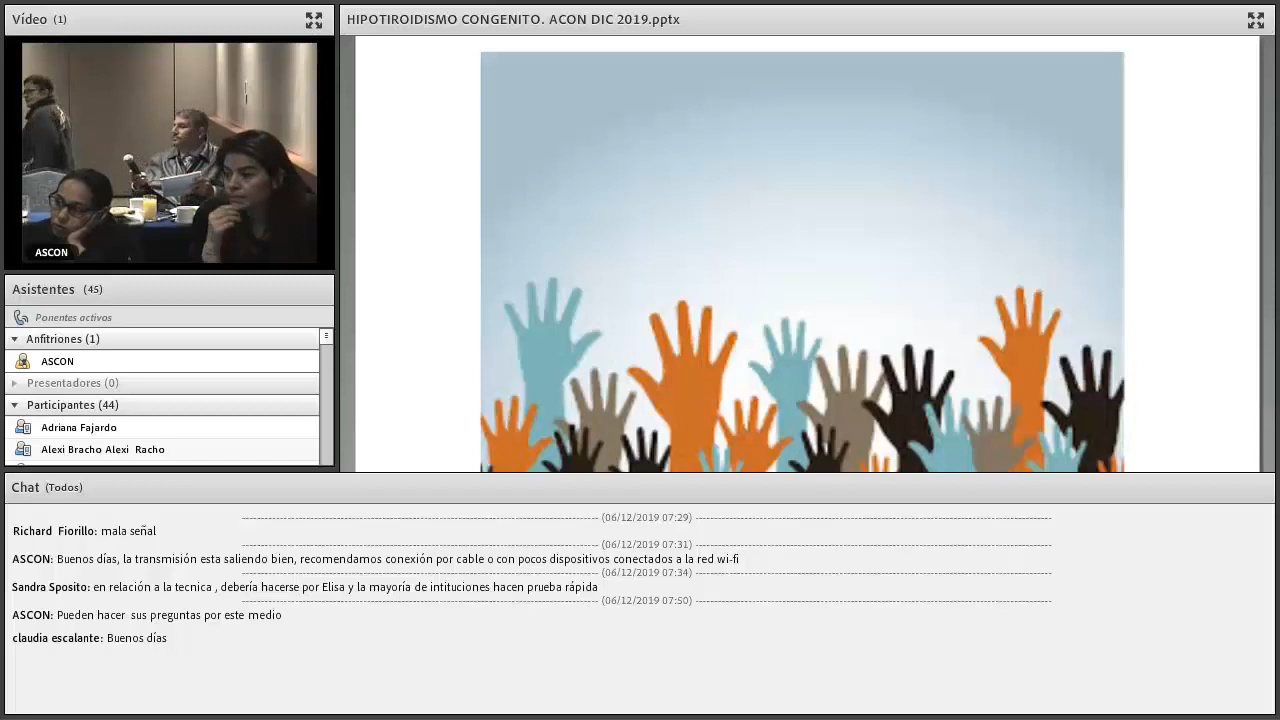 Vídeo (1)
HIPOTIROIDISMO CONGENITO. ACON DIC 2019.pptx
ASCON
Asistentes (45)
Ponentes activos
Anfitriones (1)
ASCON
Presentadores (0)
Participantes (44)
Adriana Fajardo
Alexi Bracho Alexi Racho
Chat (Todos)
(06/12/2019 07:29)
Richard Fiorillo: mala señal
(06/12/2019 07:31)
ASCON: Buenos días, la transmisión esta saliendo bien, recomendamos conexión por cable o con pocos dispositivos conectados a la red wi-fi
(06/12/2019 07:34)
Sandra Sposito: en relación a la tecnica , debería hacerse por Elisa y la mayoría de intituciones hacen prueba rápida
(06/12/2019 07:50)
ASCON: Pueden hacer sus preguntas por este medio
claudia escalante: Buenos días